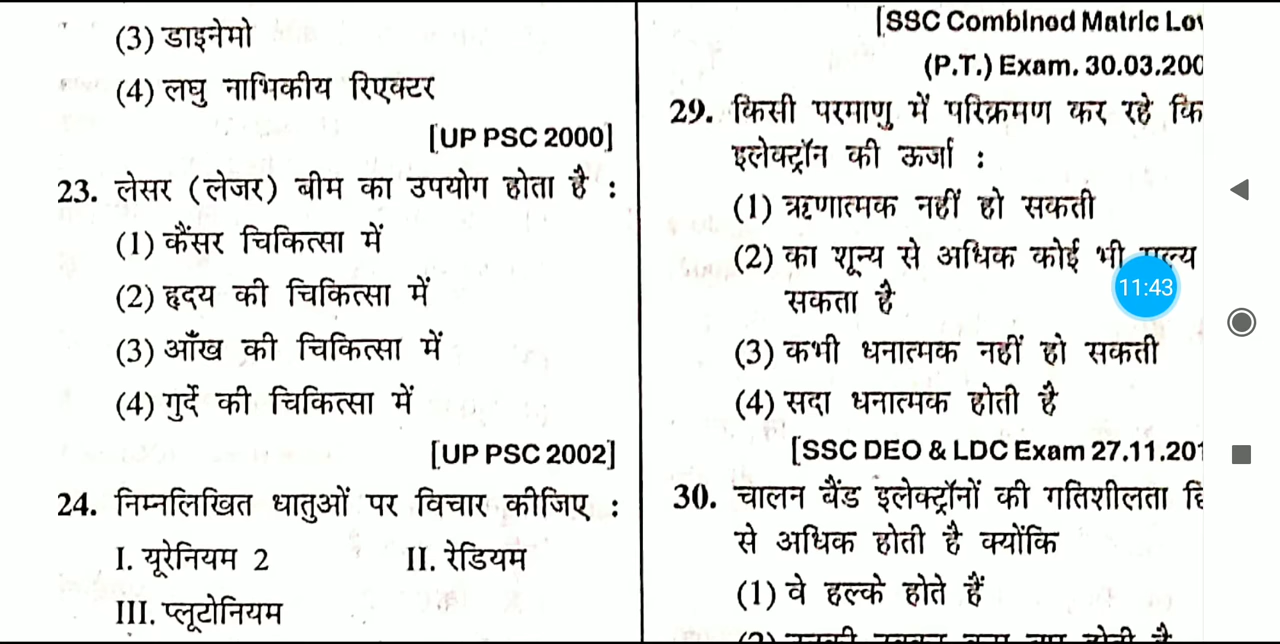 (3) डाइनेमो
(4) लघु नाभिकीय रिएक्टर
[UP PSC 2000]
23. लेसर (लेजर) बीम का उपयोग होता है :
(1) कैंसर चिकित्सा में
(2) हृदय की चिकित्सा में
(3) आँख की चिकित्सा में
(4) गुर्दे की चिकित्सा में
[UP PSC 2002]
24. निम्नलिखित धातुओं पर विचार कीजिए :
I. यूरेनियम 2 II. रेडियम
III. प्लूटोनियम
[SSC Combined Matric
(P.T.) Exam. 30.03.200
29. किसी परमाणु में परिक्रमण कर रहे
इलेक्ट्रॉन की ऊर्जा :
(1) ऋणात्मक नहीं हो सकती
(2) का शून्य से अधिक कोई भी
सकता है
(3) कभी धनात्मक नहीं हो सकती
(4) सदा धनात्मक होती है
[SSC DEO & LDC Exam 27.11.201
30. चालन बैंड इलेक्ट्रॉनों की गतिशीलता
से अधिक होती है क्योंकि
(1) वे हल्के होते हैं
11:43